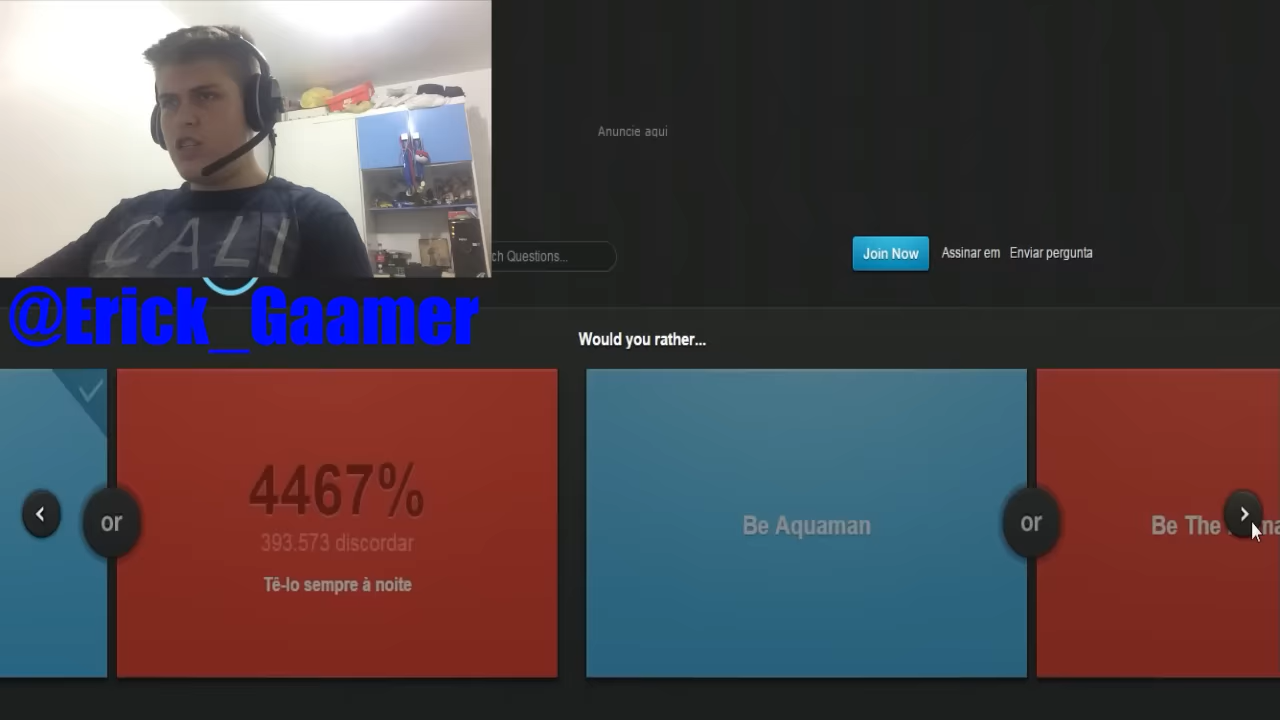 CALI
Anuncie aqui
ch Questions...
Join Now
Assinar em
Enviar pergunta
@Erick_Gaamer
Would you rather...
or
4467%
393.573 discordar
Tê-lo sempre à noite
Be Aquaman
or
Be The